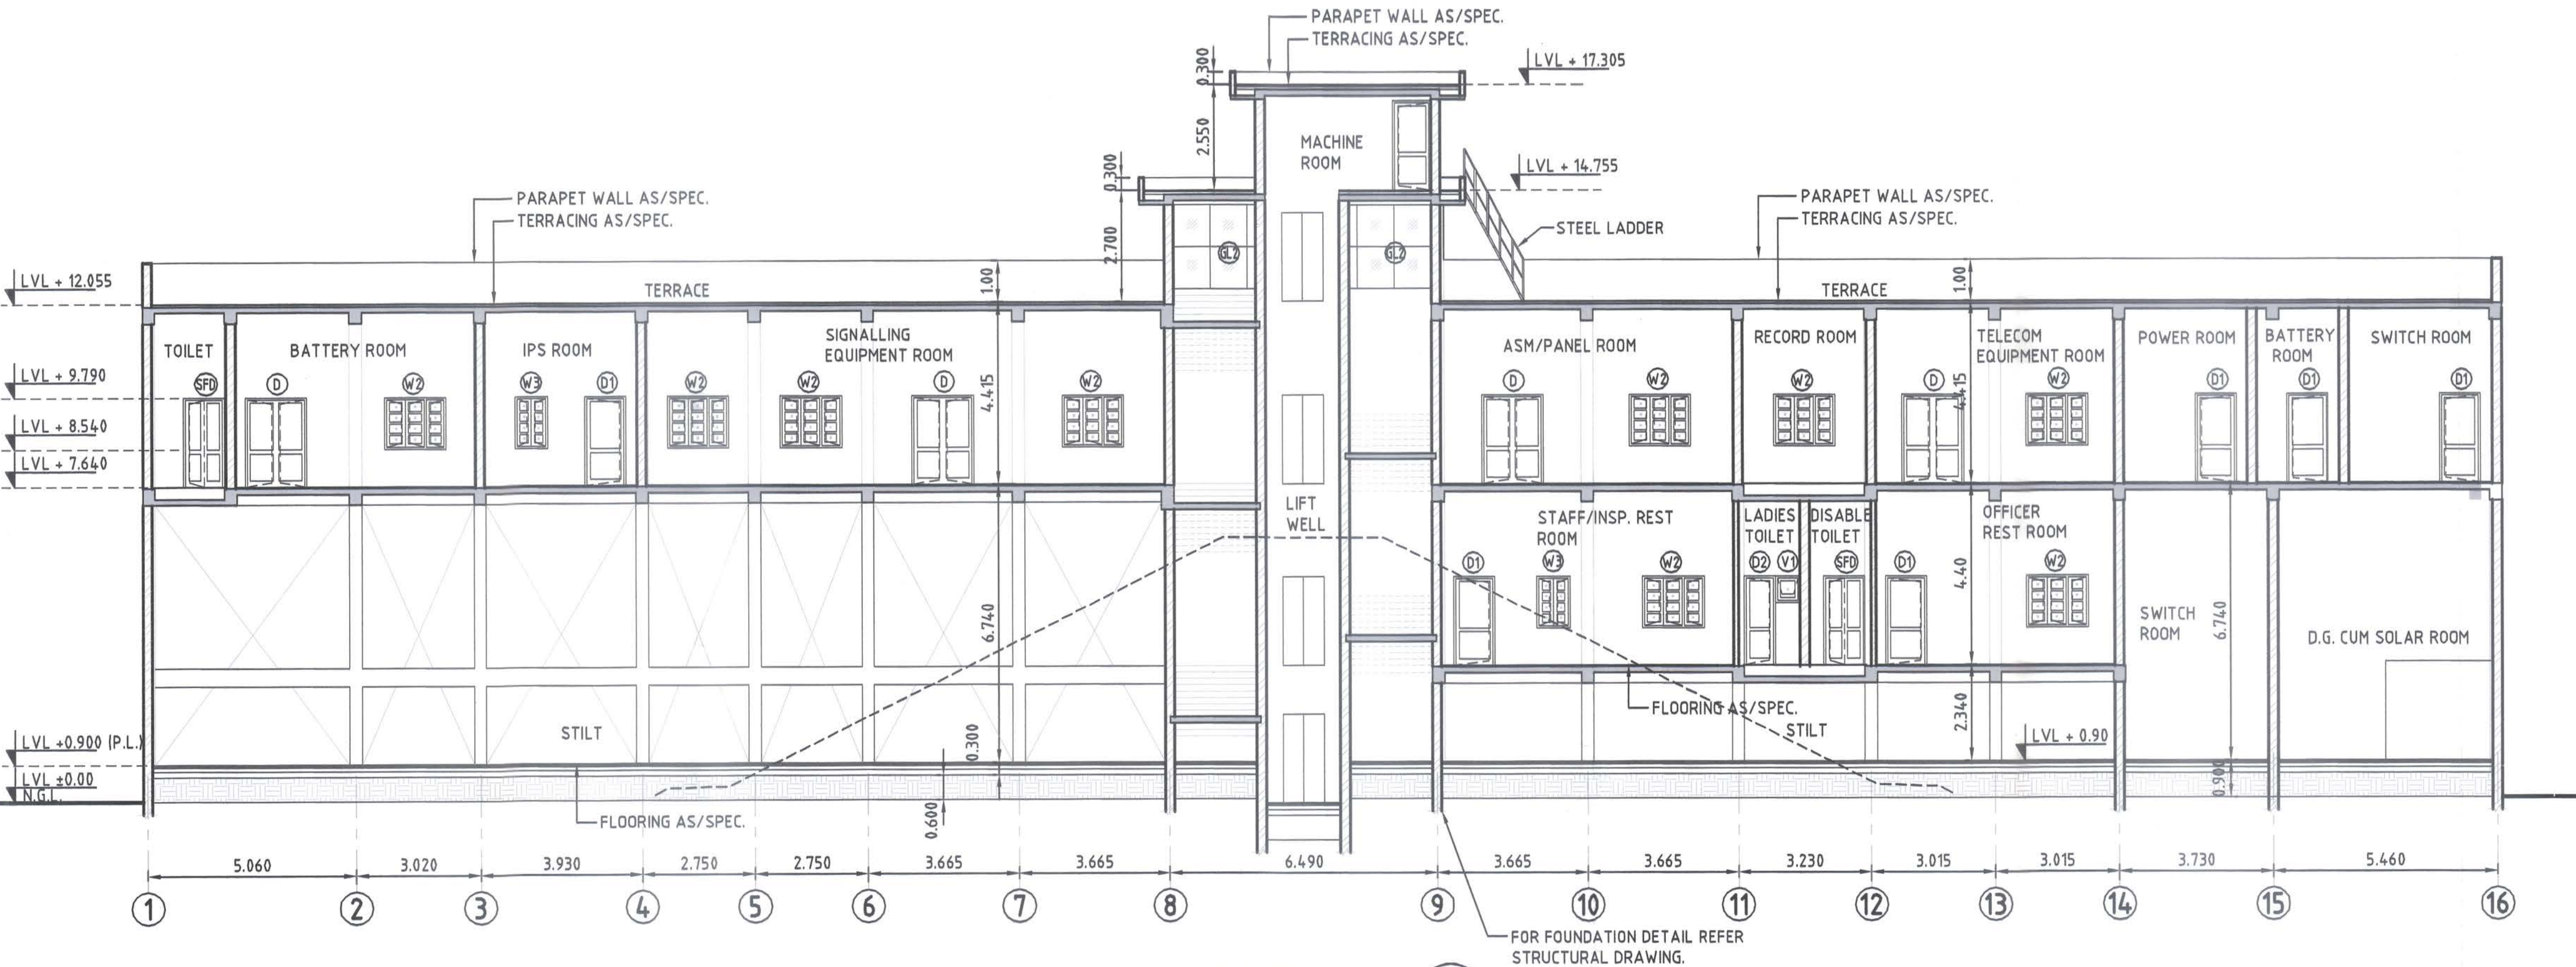 PARAPET WALL AS/SPEC.
TERRACING AS/SPEC.
LVL + 17.305
0.300
2.550
MACHINE
ROOM
LVL + 14.755
0.300
2.700
PARAPET WALL AS/SPEC.
TERRACING AS/SPEC.
PARAPET WALL AS/SPEC.
TERRACING AS/SPEC.
STEEL LADDER
GL2
GL2
LVL + 12.055
TERRACE
1.00
TERRACE
1.00
TOILET
BATTERY ROOM
IPS ROOM
SIGNALLING
EQUIPMENT ROOM
ASM/PANEL ROOM
RECORD ROOM
TELECOM
EQUIPMENT ROOM
POWER ROOM
BATTERY
ROOM
SWITCH ROOM
LVL + 9.790
SFD
D
W2
W3
D1
W2
W2
D
4.415
W2
D
W2
W2
D
4.415
W2
D1
D1
D1
LVL + 8.540
LVL + 7.640
LIFT
WELL
STAFF/INSP. REST
ROOM
LADIES
TOILET
DISABLE
TOILET
OFFICER
REST ROOM
D1
W3
W2
D2
V1
SFD
D1
4.40
W2
6.740
SWITCH
ROOM
6.740
D.G. CUM SOLAR ROOM
FLOORING AS/SPEC.
STILT
STILT
2.340
LVL + 0.90
LVL +0.900 (P.L.)
0.300
LVL ±0.00
N.G.L.
0.900
FLOORING AS/SPEC.
0.600
5.060
3.020
3.930
2.750
2.750
3.665
3.665
6.490
3.665
3.665
3.230
3.015
3.015
3.730
5.460
1
2
3
4
5
6
7
8
9
10
11
12
13
14
15
16
FOR FOUNDATION DETAIL REFER
STRUCTURAL DRAWING.